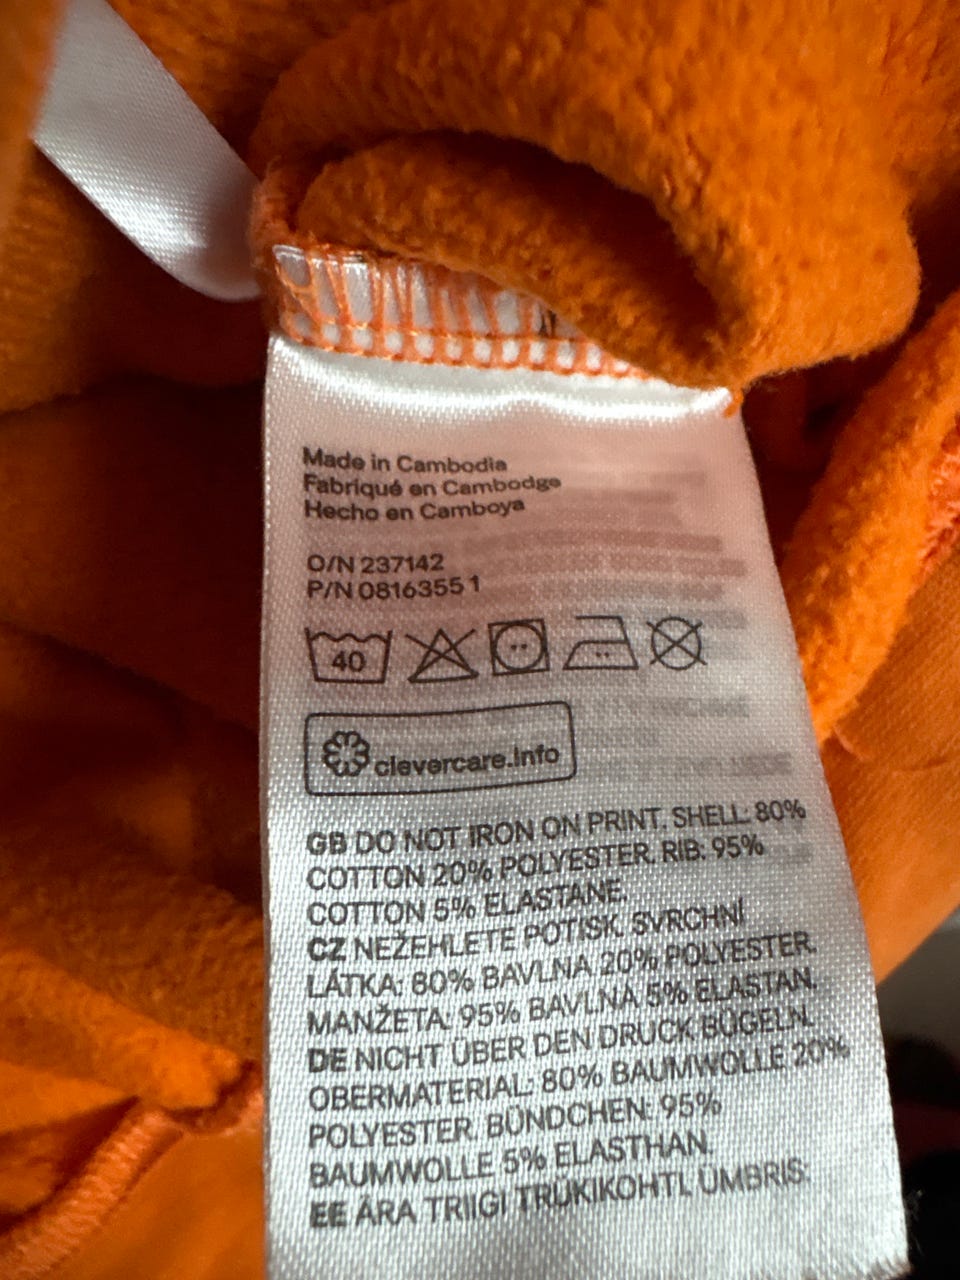 Made in Cambodia
Fabriqué en Cambodge
Hecho en Camboya
O/N 237142
P/N 0816355 1
40
clevercare.info
GB DO NOT IRON ON PRINT. SHELL: 80%
COTTON 20% POLYESTER. RIB: 95%
COTTON 5% ELASTANE.
CZ NEŽEHLETE POTISK. SVRCHNÍ
LÁTKA: 80% BAVLNA 20% POLYESTER.
MANŽETA: 95% BAVLNA 5% ELASTAN.
DE NICHT ÜBER DEN DRUCK BÜGELN.
OBERMATERIAL: 80% BAUMWOLLE 20%
POLYESTER. BÜNDCHEN: 95%
BAUMWOLLE 5% ELASTHAN.
EE ÄRA TRIIGI TRÜKIKOHTI. ÜMBRIS: